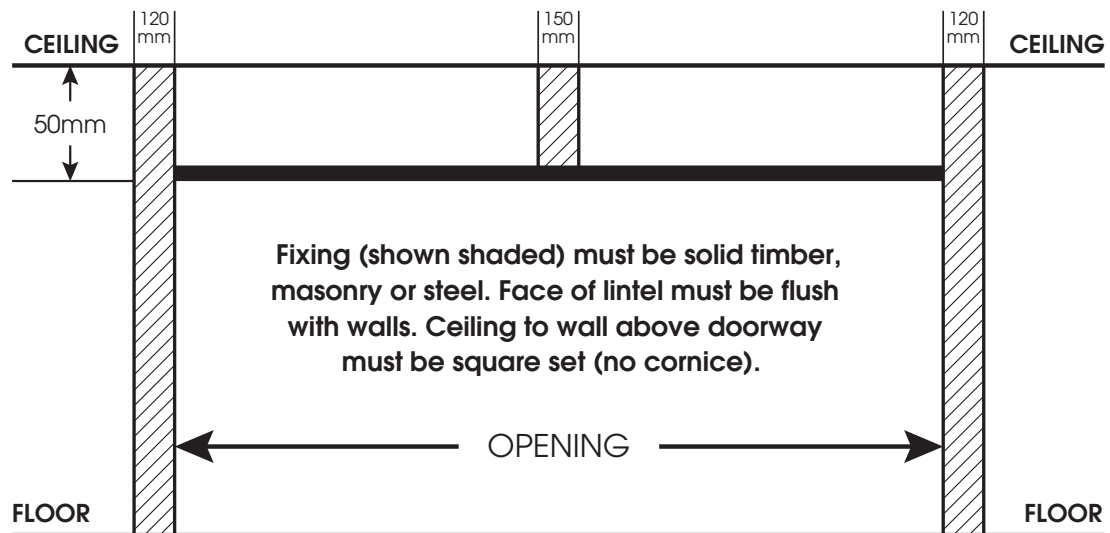 120
mm
150
mm
120
mm
CEILING
CEILING
50mm
Fixing (shown shaded) must be solid timber,
masonry or steel. Face of lintel must be flush
with walls. Ceiling to wall above doorway
must be square set (no cornice).
OPENING
FLOOR
FLOOR